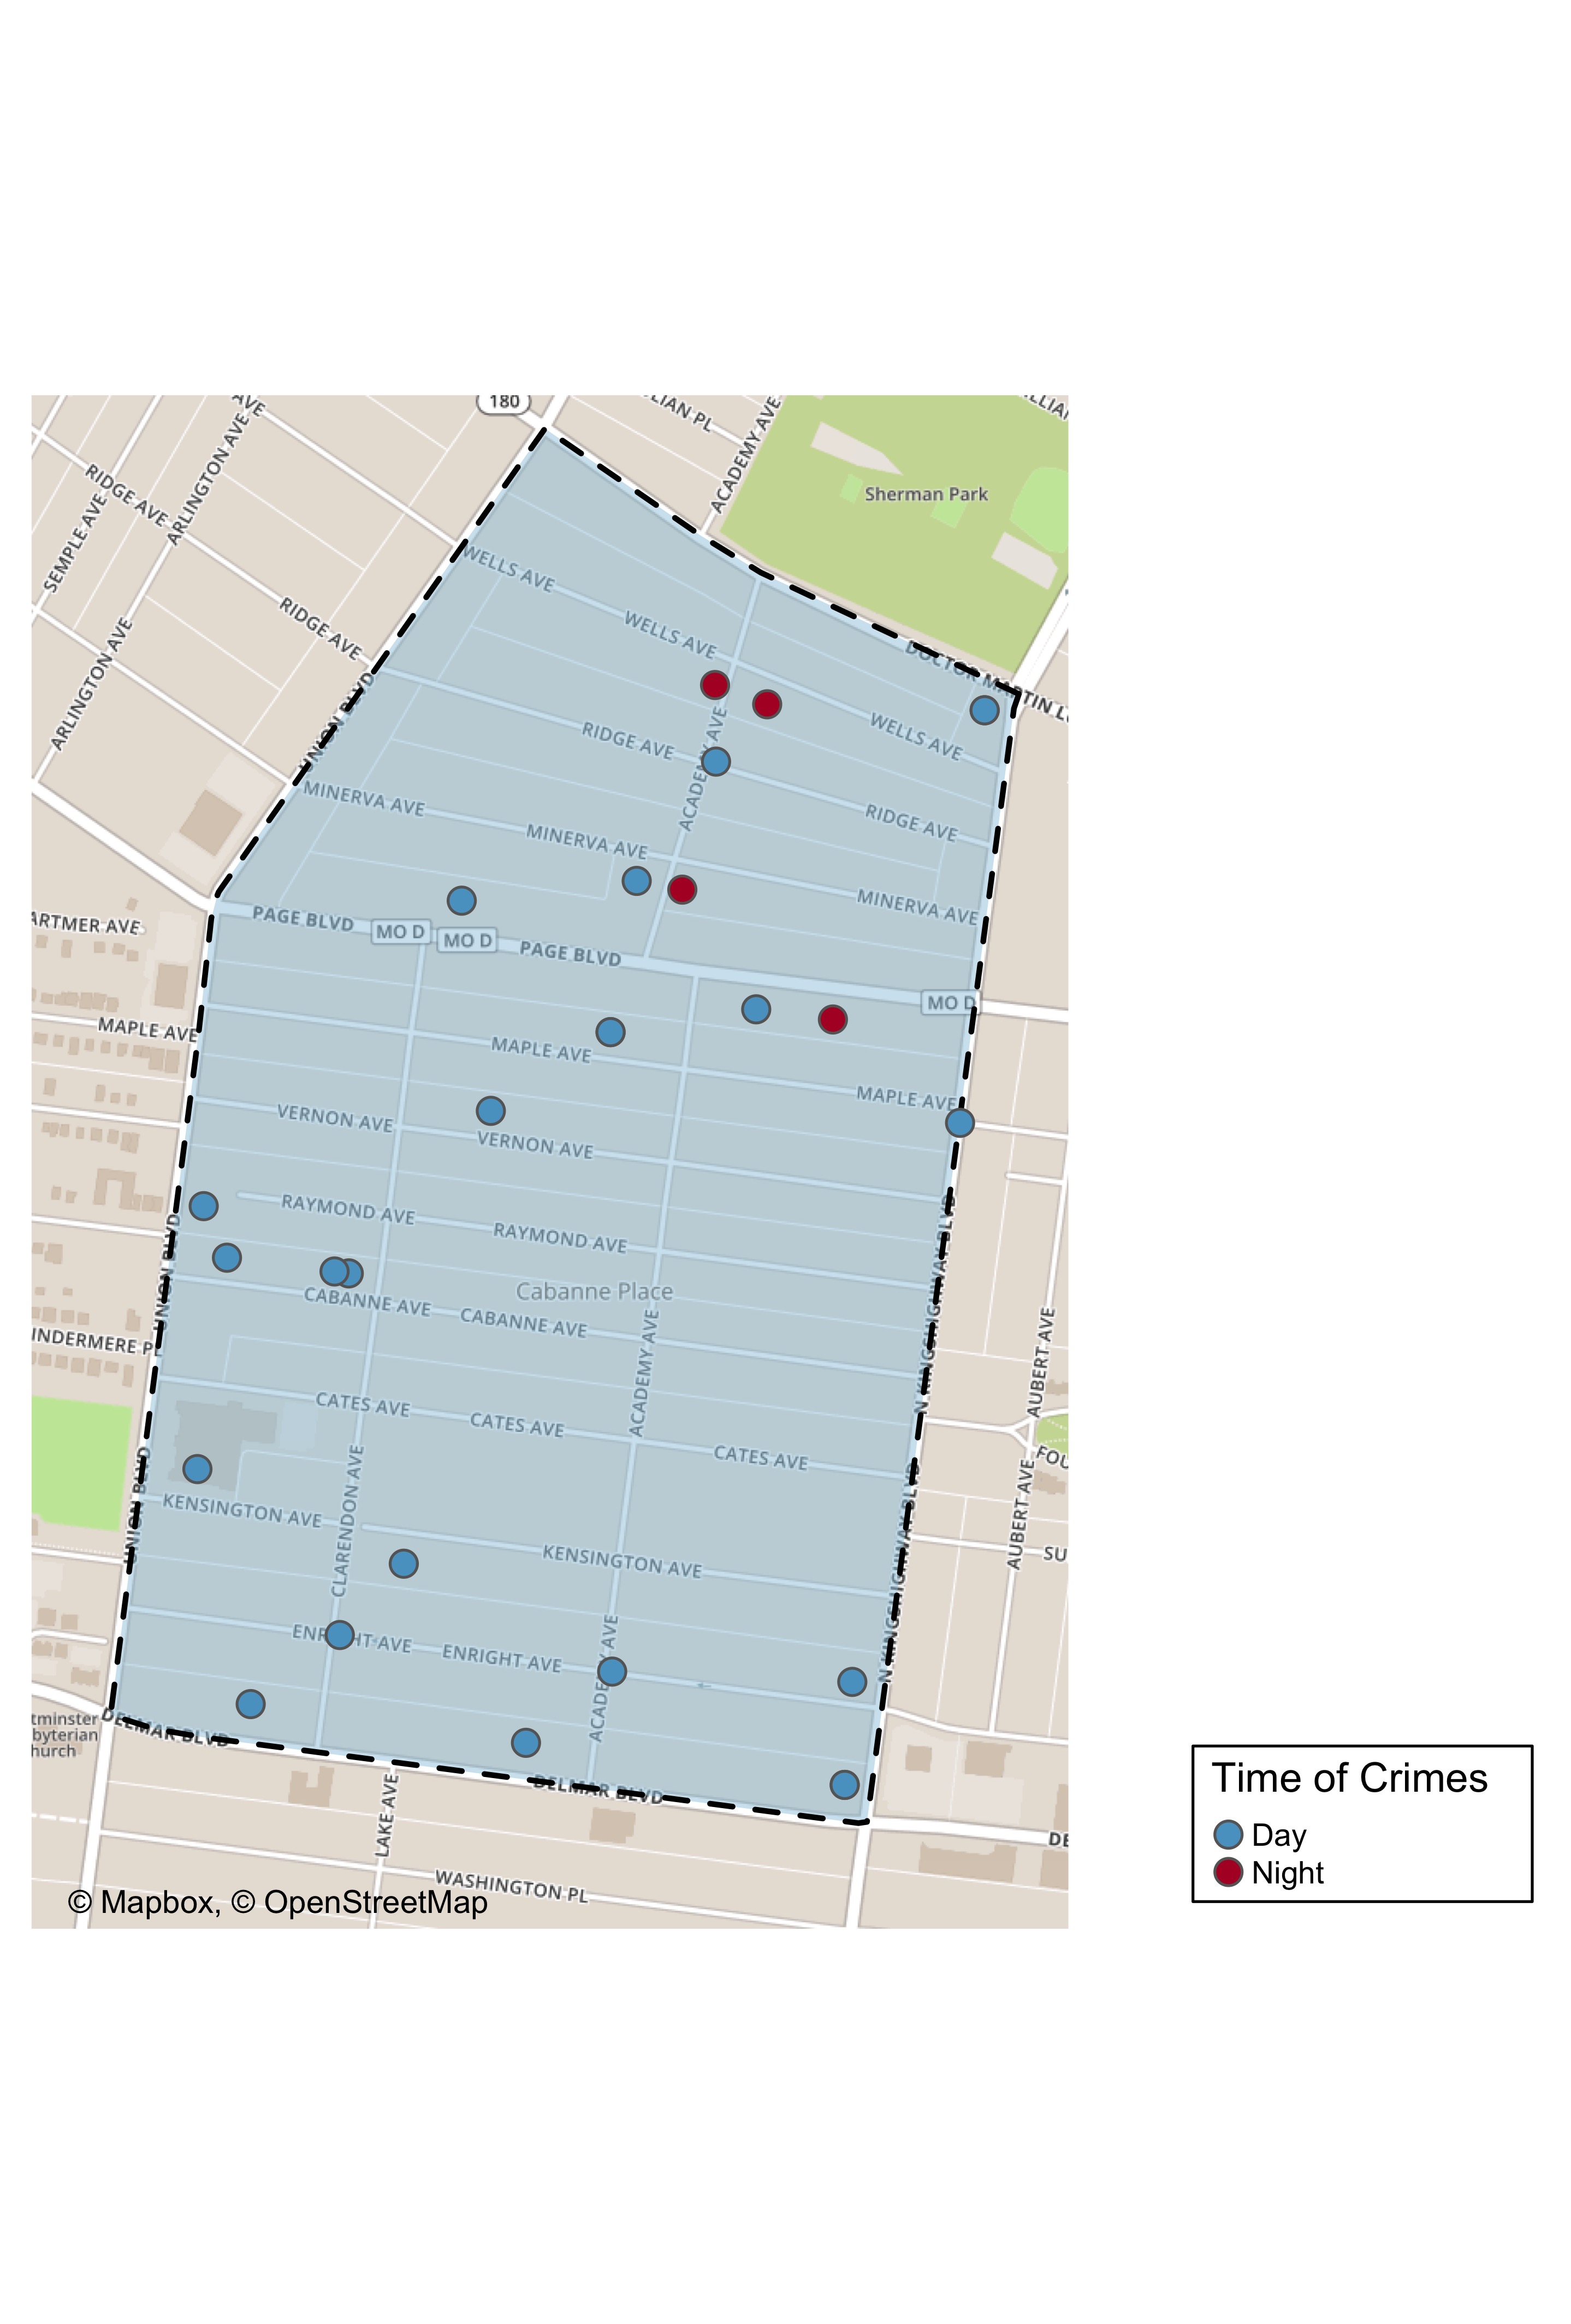 180
LIAN PL
ILLIA
AVE
ACADEMY AVE
ARLINGTON AVE
RIDGE AVE
SEMPLE AVE
Sherman Park
WELLS AVE
RIDGE AVE
WELLS AVE
ARLINGTON AVE
DOCTOR MARTIN L
UNION BLVD
WELLS AVE
RIDGE AVE
ACADEMY AVE
MINERVA AVE
RIDGE AVE
MINERVA AVE
MINERVA AVE
PAGE BLVD
MO D
MO D
PAGE BLVD
ARTMER AVE
MO D
MAPLE AVE
MAPLE AVE
MAPLE AVE
VERNON AVE
VERNON AVE
RAYMOND AVE
RAYMOND AVE
UNION BLVD
N KINGSHIGHWAY BLVD
Cabanne Place
CABANNE AVE
CABANNE AVE
INDERMERE PL
ACADEMY AVE
AUBERT AVE
CATES AVE
CATES AVE
CATES AVE
FOU
UNION BLVD
CLARENDON AVE
N KINGSHIGHWAY BLVD
AUBERT AVE
KENSINGTON AVE
KENSINGTON AVE
SU
ENRIGHT AVE
ENRIGHT AVE
ACADEMY AVE
tminster
byterian
hurch
DELMAR BLVD
DELMAR BLVD
LAKE AVE
DE
WASHINGTON PL
© Mapbox, © OpenStreetMap
Time of Crimes
Day
Night